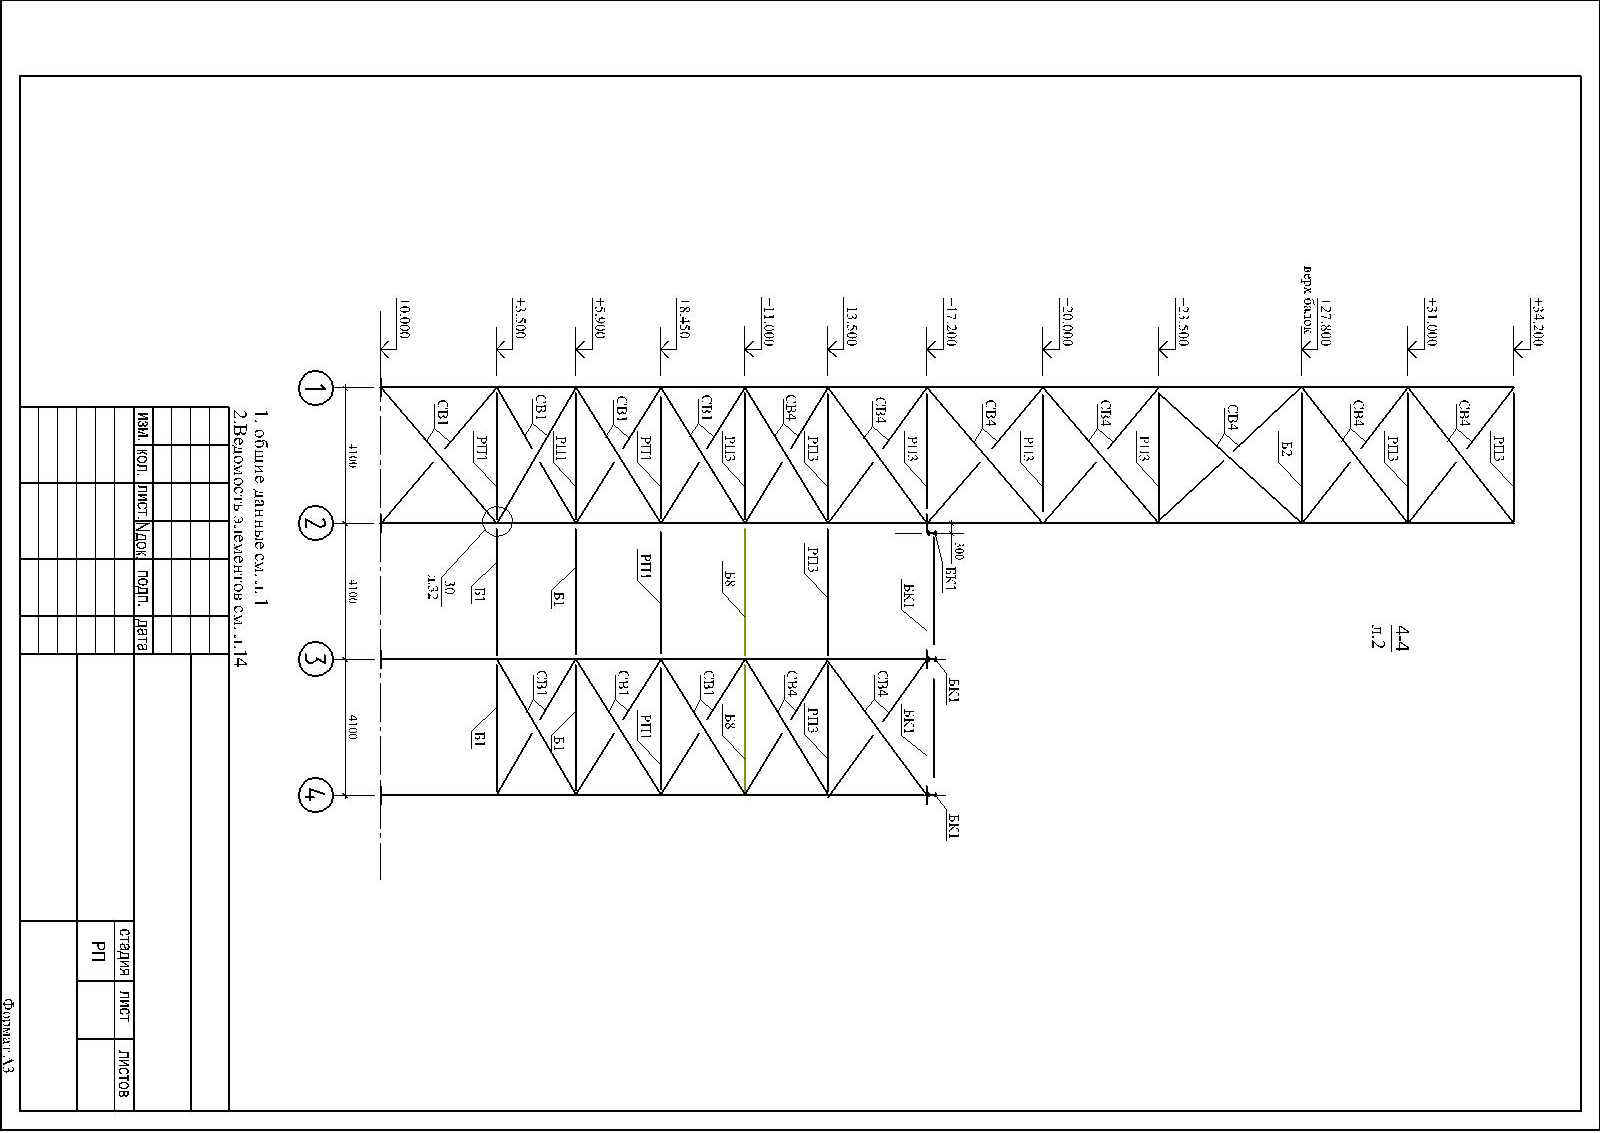 +34.200
РП3
СВ4
+31.000
РП3
4-4
л.2
СВ4
+27.800
верх балок
Б2
СВ4
+23.500
РП3
СВ4
+20.000
РП3
СВ4
+17.200
300
БК1
БК1
БК1
РП3
БК1
БК1
СВ4
СВ4
+13.500
РП3
РП3
РП3
СВ4
СВ4
+11.000
РП3
Б8
Б8
СВ1
СВ1
+8.450
РП1
РП1
РП1
СВ1
СВ1
+5.900
РП1
Б1
Б1
СВ1
СВ1
+3.500
РП1
Б1
Б1
30
л.32
СВ1
+0.000
4100
4100
4100
1
2
3
4
1. общие данные см. л. 1
2.Ведомость элементов см. л.14
изм.
кол.
лист.
Nдок.
подп.
дата
стадия
лист
листов
РП
Формат А3